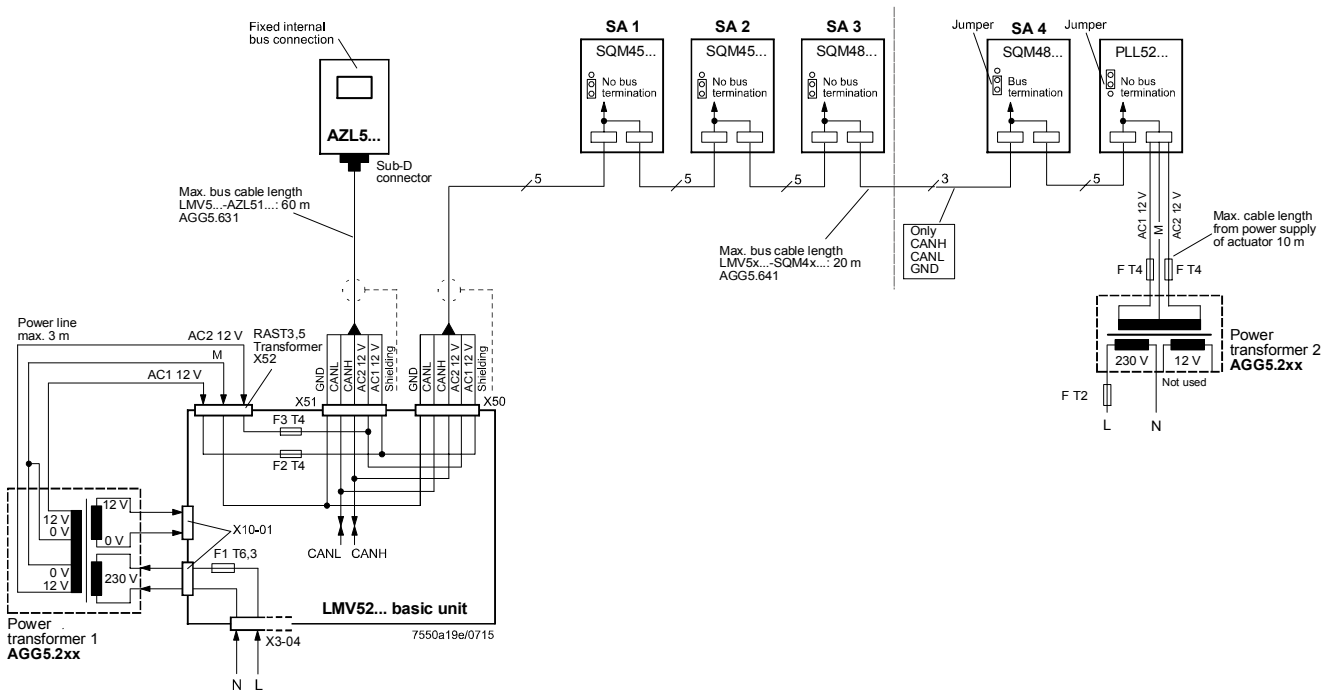 Fixed internal
bus connection
AZL5...
Sub-D
connector
Max. bus cable length
LMV5...-AZL51...: 60 m
AGG5.631
SA 1
SQM45...
No bus
termination
SA 2
SQM45...
No bus
termination
SA 3
SQM48...
No bus
termination
Jumper
SA 4
SQM48...
Bus
termination
Jumper
PLL52...
No bus
termination
5
5
5
3
5
Max. bus cable length
LMV5x...-SQM4x...: 20 m
AGG5.641
Only
CANH
CANL
GND
AC1 12 V
M
AC2 12 V
Max. cable length
from power supply
of actuator 10 m
F T4
F T4
Power
transformer 2
AGG5.2xx
230 V
12 V
Not used
F T2
L
N
Power line
max. 3 m
AC2 12 V
M
AC1 12 V
RAST3,5
Transformer
X52
GND
CANL
CANH
AC2 12 V
AC1 12 V
Shielding
GND
CANL
CANH
AC2 12 V
AC1 12 V
Shielding
X51
X50
F3 T4
F2 T4
CANL
CANH
12 V
0 V
0 V
12 V
12 V
0 V
230 V
X10-01
F1 T6,3
LMV52... basic unit
7550a19e/0715
X3-04
Power
transformer 1
AGG5.2xx
N
L